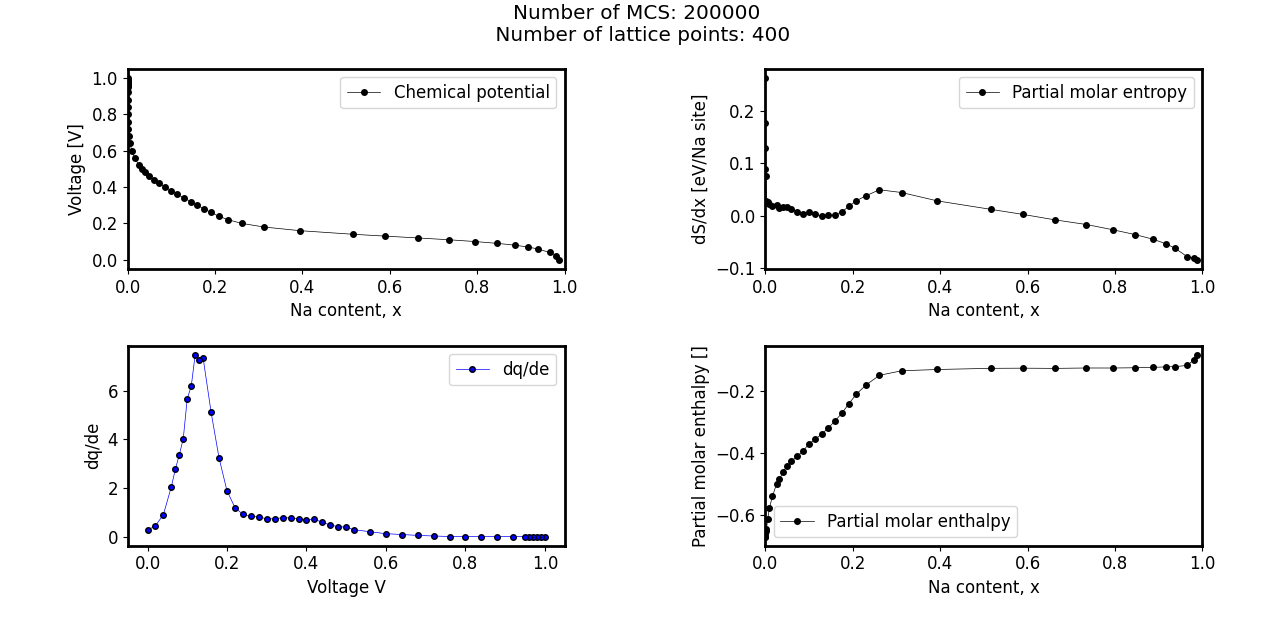 Number of MCS: 200000
Number of lattice points: 400
Voltage [V]
1.0
0.8
0.6
0.4
0.2
0.0
Chemical potential
0.0 0.2 0.4 0.6 0.8 1.0
Na content, x
dS/dx [eV/Na site]
0.2
0.1
0.0
−0.1
Partial molar entropy
0.0 0.2 0.4 0.6 0.8 1.0
Na content, x
dq/de
6
4
2
0
dq/de
0.0 0.2 0.4 0.6 0.8 1.0
Voltage V
Partial molar enthalpy []
−0.2
−0.4
−0.6
Partial molar enthalpy
0.0 0.2 0.4 0.6 0.8 1.0
Na content, x